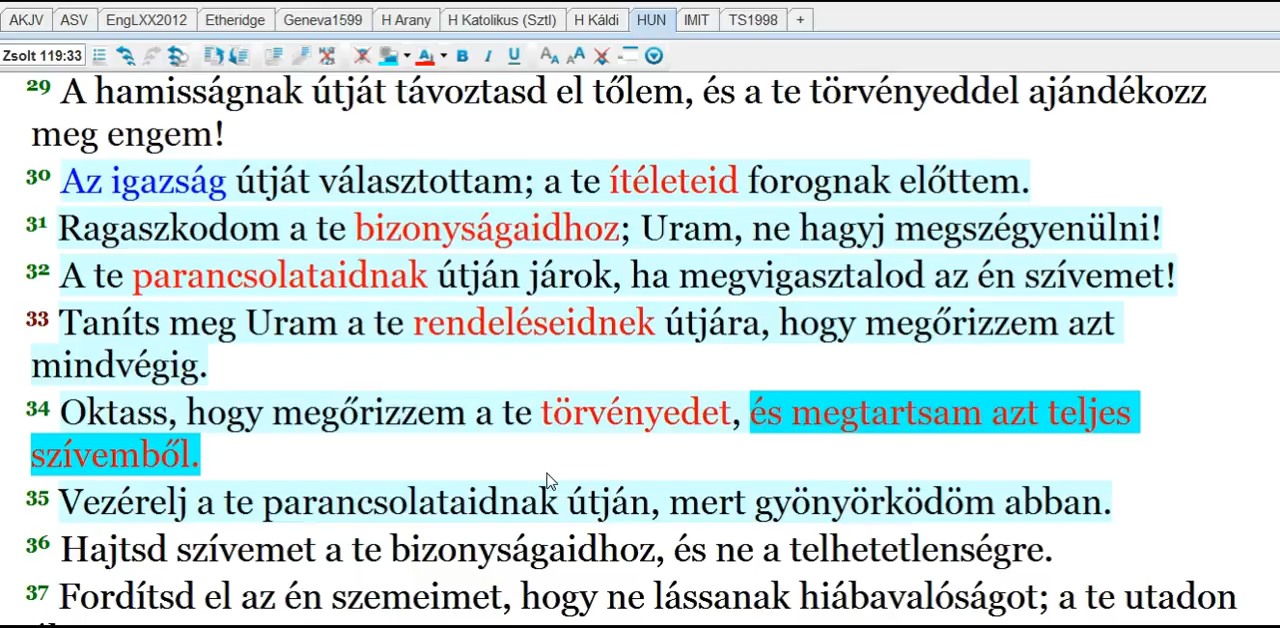 AKJV ASV EngLXX2012 Etheridge Geneva1599 H Arany H Katolikus (Sztl) H Káldi HUN IMIT TS1998 +
Zsolt 119:33 B I U
29 A hamisságnak útját távoztasd el tőlem, és a te törvényeddel ajándékozz
meg engem!
30 Az igazság útját választottam; a te ítéleteid forognak előttem.
31 Ragaszkodom a te bizonyságaidhoz; Uram, ne hagyj megszégyenülni!
32 A te parancsolataidnak útján járok, ha megvigasztalod az én szívemet!
33 Taníts meg Uram a te rendeléseidnek útjára, hogy megőrizzem azt
mindvégig.
34 Oktass, hogy megőrizzem a te törvényedet, és megtartsam azt teljes
szívemből.
35 Vezérelj a te parancsolataidnak útján, mert gyönyörködöm abban.
36 Hajtsd szívemet a te bizonyságaidhoz, és ne a telhetetlenségre.
37 Fordítsd el az én szemeimet, hogy ne lássanak hiábavalóságot; a te utadon